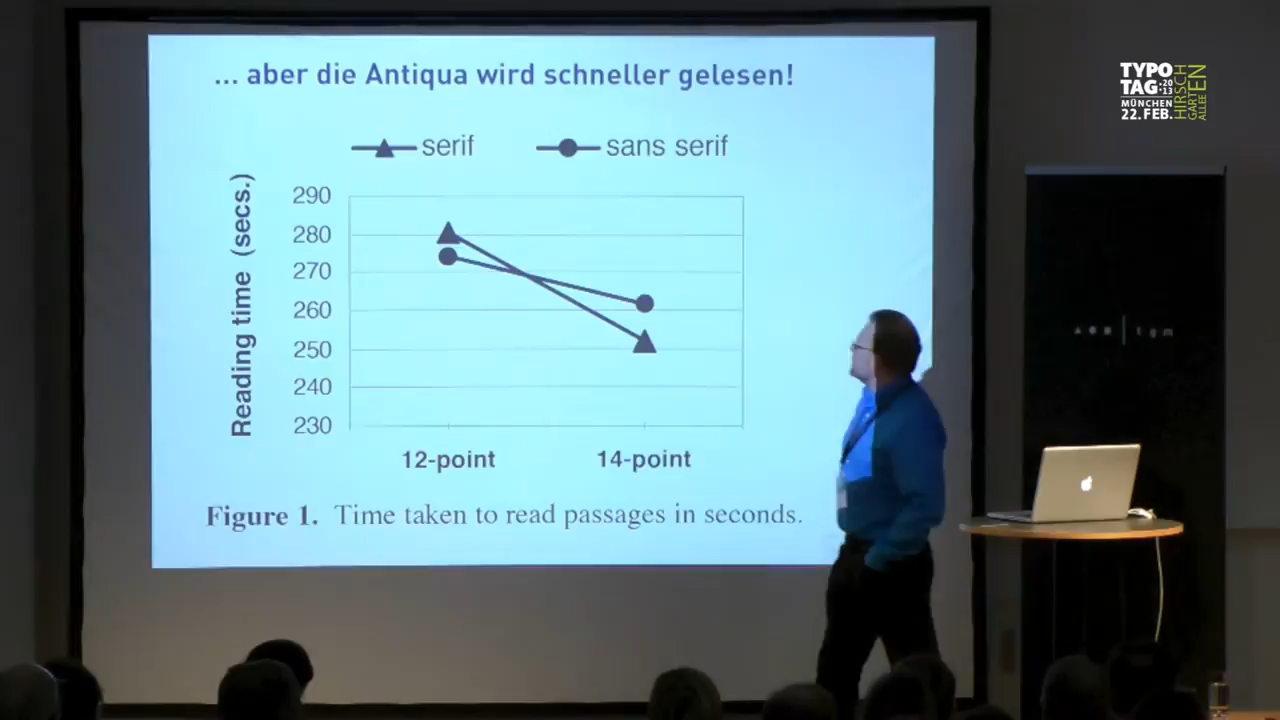 ... aber die Antiqua wird schneller gelesen!
serif
sans serif
Reading time (secs.)
290
280
270
260
250
240
230
12-point
14-point
Figure 1. Time taken to read passages in seconds.
TYPO
TAG:20
13
MÜNCHEN
22.FEB.
HIRSCH
GARTEN
ALLEE
tgm